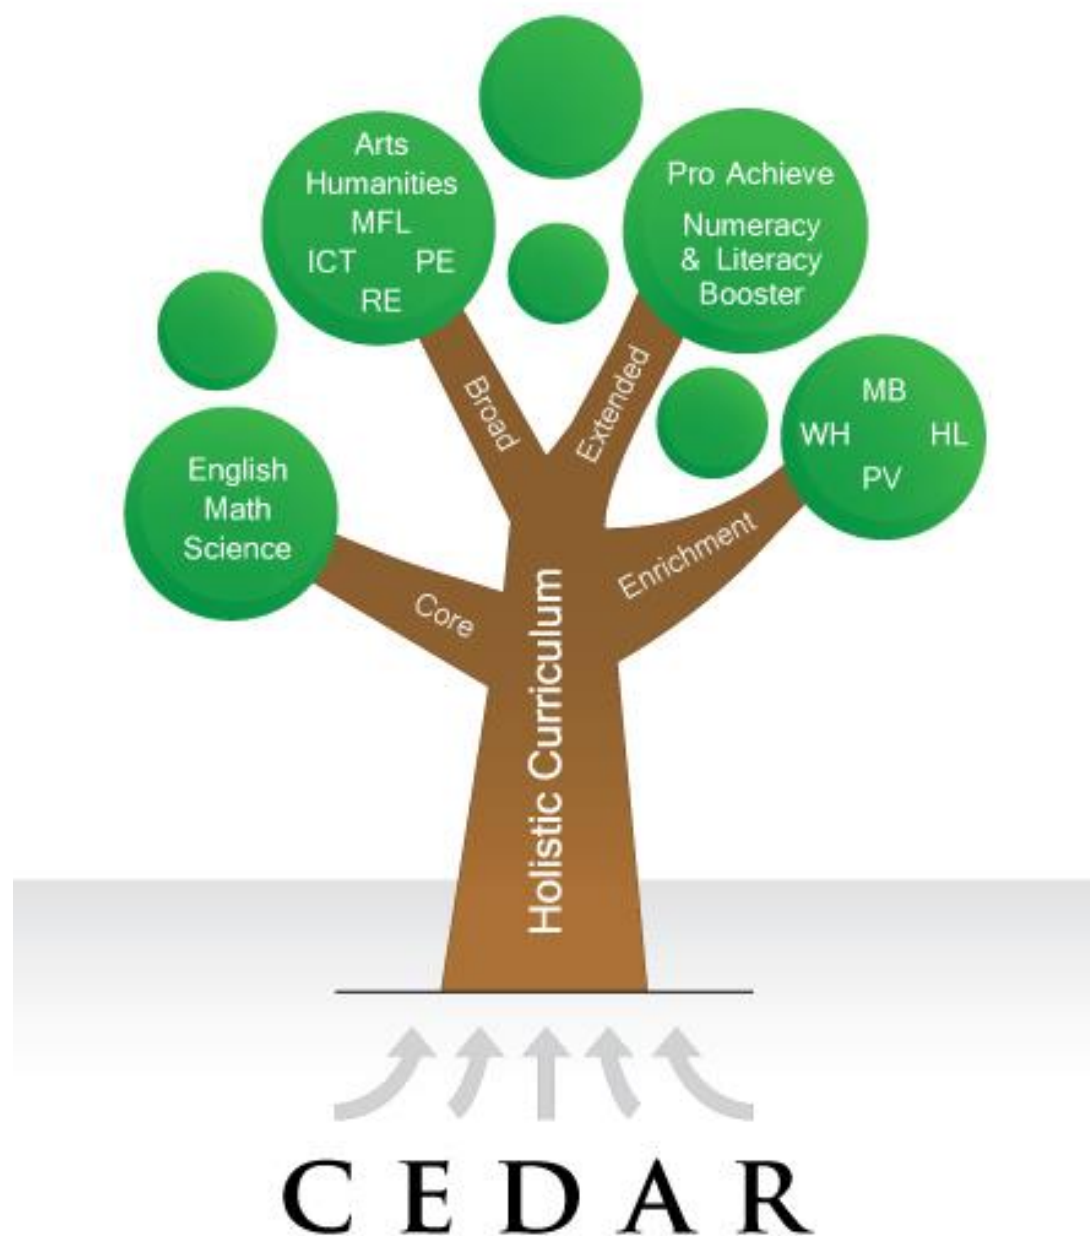 Arts
Humanities
MFL
ICT PE
RE
Pro Achieve
Numeracy
& Literacy
Booster
MB
WH HL
PV
English
Math
Science
Broad
Extended
Enrichment
Core
Holistic Curriculum
CEDAR